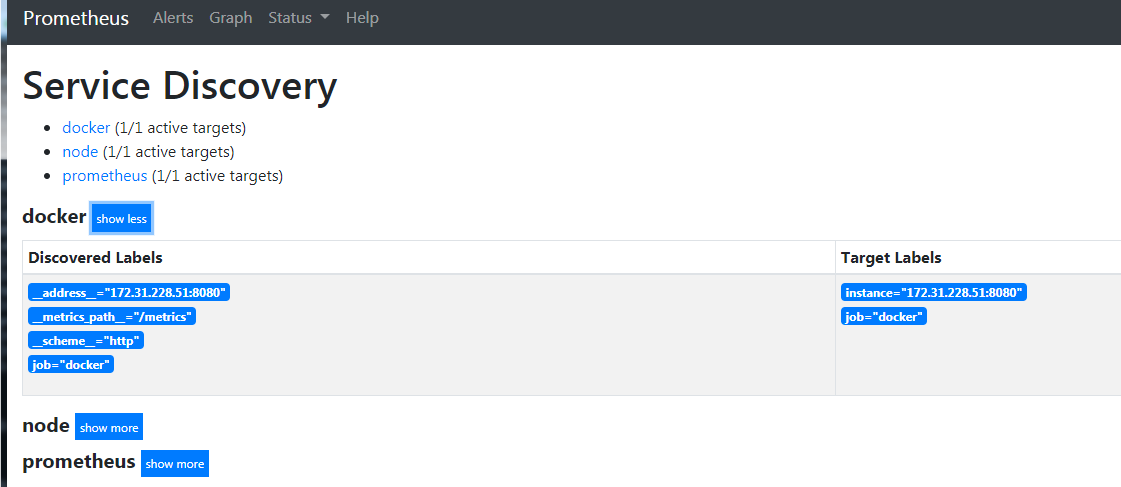 Prometheus Alerts Graph Status Help
Service Discovery
docker (1/1 active targets)
node (1/1 active targets)
prometheus (1/1 active targets)
docker show less
Discovered Labels Target Labels
__address__="172.31.228.51:8080" instance="172.31.228.51:8080"
__metrics_path__="/metrics" job="docker"
__scheme__="http"
job="docker"
node show more
prometheus show more